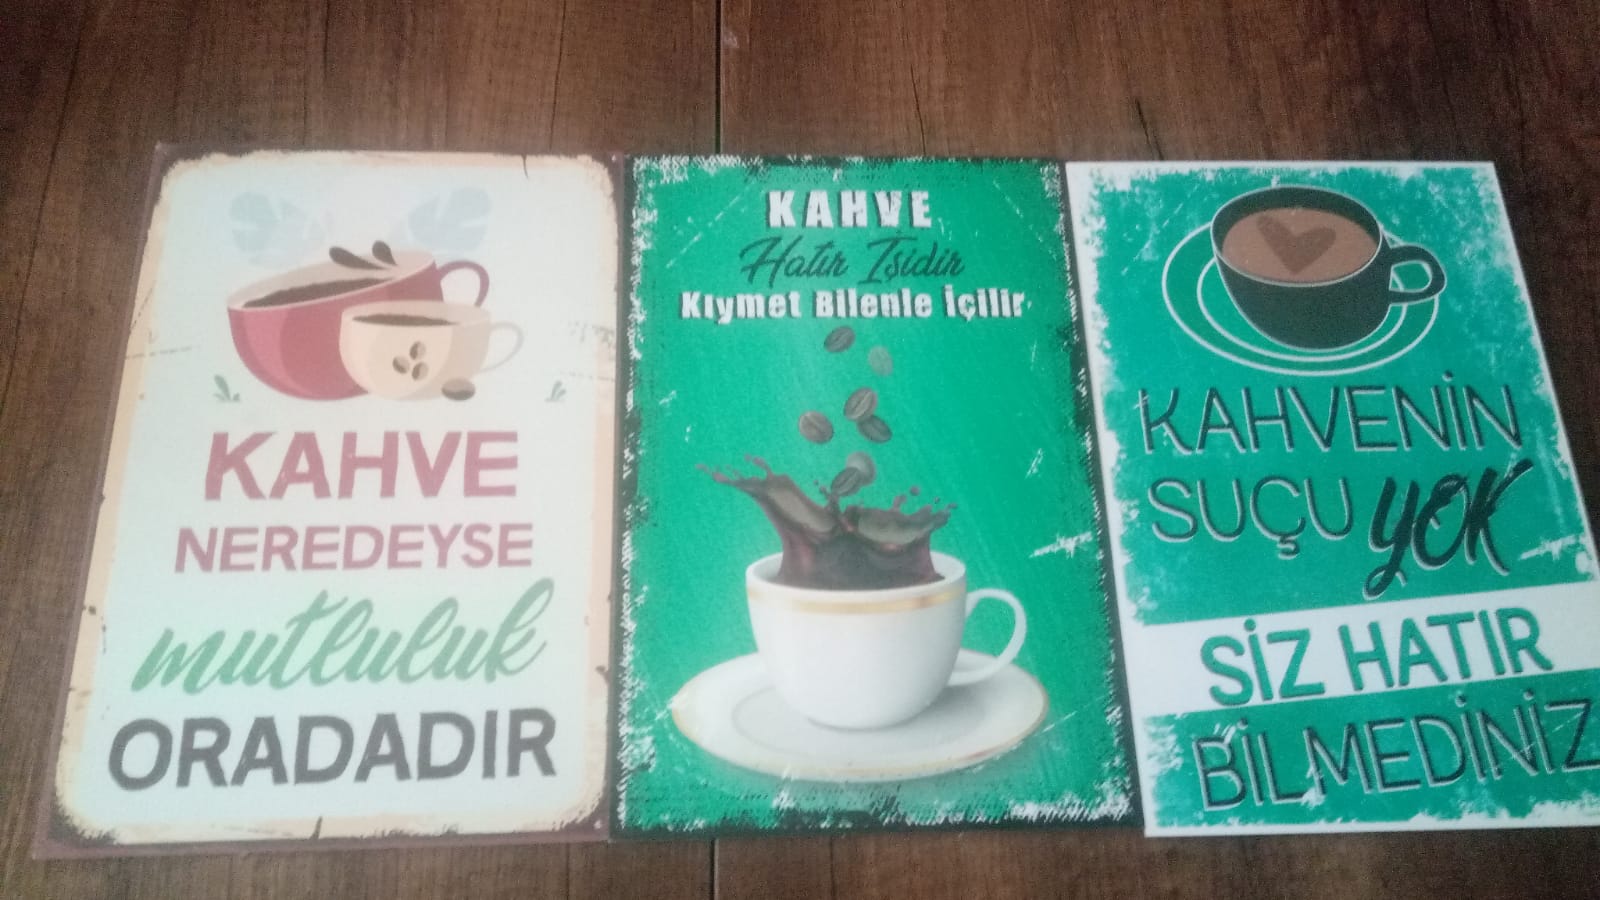 KAHVE
NEREDEYSE
mutluluk
ORADADIR
KAHVE
Hatır İşidir
Kıymet Bilenle İçilir
KAHVENİN
SUÇU YOK
SİZ HATIR
BİLMEDİNİZ